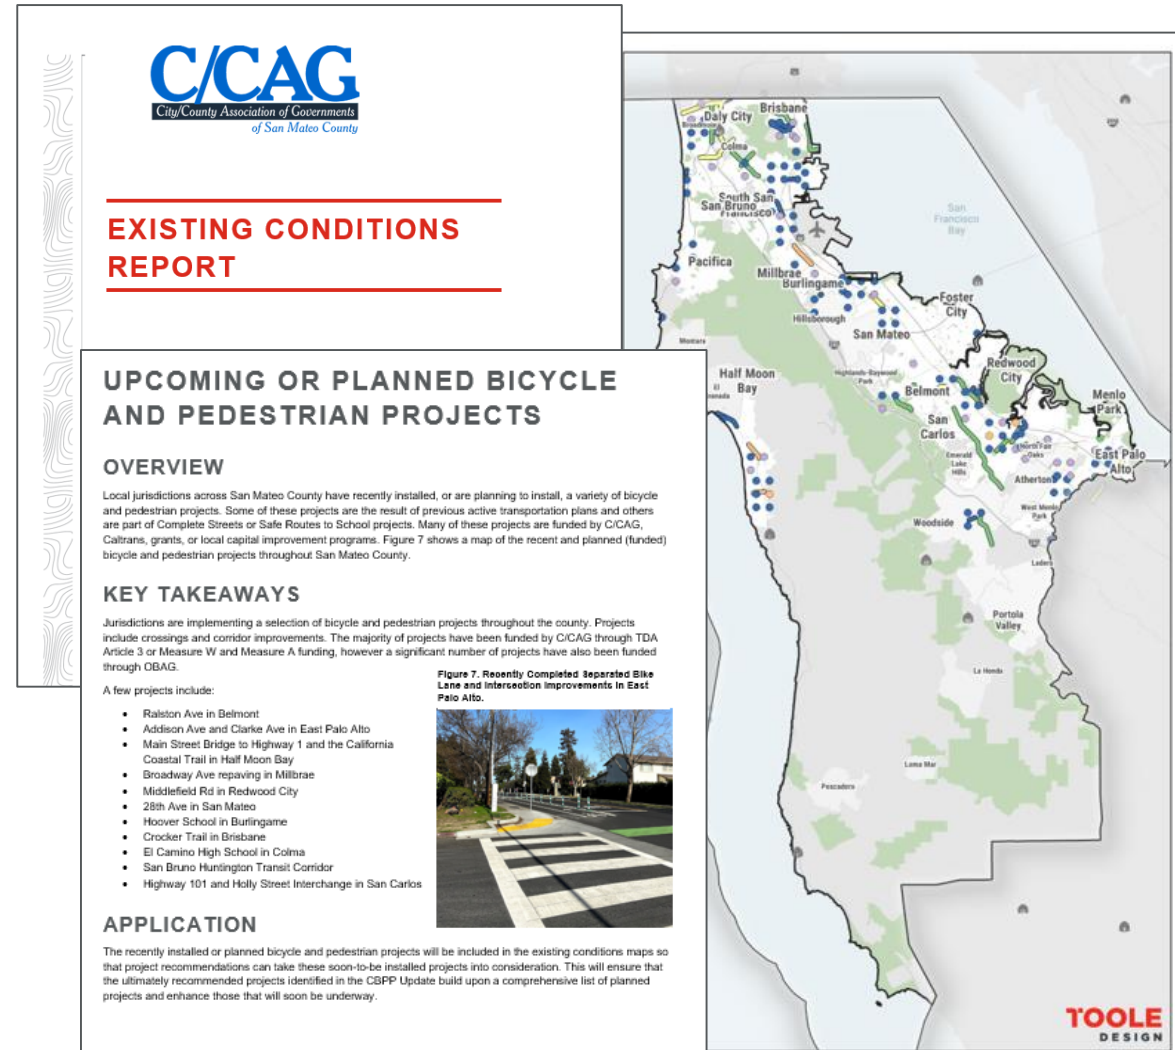 C/CAG
City/County Association of Governments
of San Mateo County
EXISTING CONDITIONS
REPORT
UPCOMING OR PLANNED BICYCLE
AND PEDESTRIAN PROJECTS
OVERVIEW
Local jurisdictions across San Mateo County have recently installed, or are planning to install, a variety of bicycle
and pedestrian projects. Some of these projects are the result of previous active transportation plans and others
are part of Complete Streets or Safe Routes to School projects. Many of these projects are funded by C/CAG,
Caltrans, grants, or local capital improvement programs. Figure 7 shows a map of the recent and planned (funded)
bicycle and pedestrian projects throughout San Mateo County.
KEY TAKEAWAYS
Jurisdictions are implementing a selection of bicycle and pedestrian projects throughout the county. Projects
include crossings and corridor improvements. The majority of projects have been funded by C/CAG through TDA
Article 3 or Measure W and Measure A funding, however a significant number of projects have also been funded
through OBAG.
Figure 7. Recently Completed Separated Bike
Lane and Intersection Improvements in East
Palo Alto.
A few projects include:
• Ralston Ave in Belmont
• Addison Ave and Clarke Ave in East Palo Alto
• Main Street Bridge to Highway 1 and the California
Coastal Trail in Half Moon Bay
• Broadway Ave repaving in Millbrae
• Middlefield Rd in Redwood City
• 28th Ave in San Mateo
• Hoover School in Burlingame
• Crocker Trail in Brisbane
• El Camino High School in Colma
• San Bruno Huntington Transit Corridor
• Highway 101 and Holly Street Interchange in San Carlos
APPLICATION
The recently installed or planned bicycle and pedestrian projects will be included in the existing conditions maps so
that project recommendations can take these soon-to-be installed projects into consideration. This will ensure that
the ultimately recommended projects identified in the CBPP Update build upon a comprehensive list of planned
projects and enhance those that will soon be underway.
Brisbane
Daly City
Colma
South San
Francisco
San Bruno
San
Francisco
Bay
Pacifica
Millbrae
Burlingame
Foster
City
Hillsborough
San Mateo
Montara
Highlands-Baywood
Park
Redwood
City
Half Moon
Bay
Belmont
Menlo
Park
San
Carlos
North Fair
Oaks
East Palo
Alto
Emerald
Lake
Hills
Atherton
West Menlo
Park
Woodside
Ladera
Portola
Valley
La Honda
Loma Mar
Pescadero
TOOLE
DESIGN